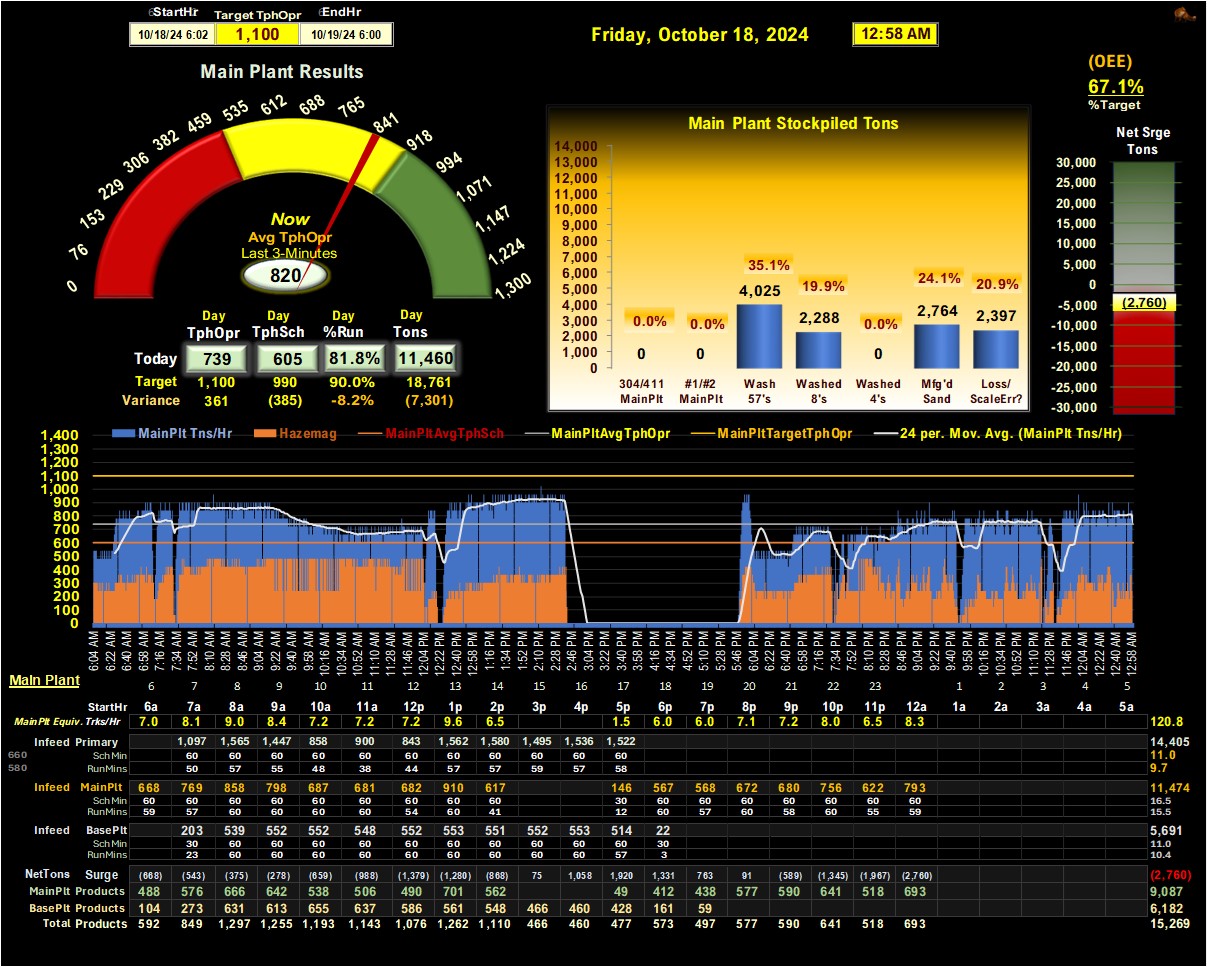 StartHr Target TphOpr EndHr
10/18/24 6:02 1,100 10/19/24 6:00
Friday, October 18, 2024 12:58 AM
(OEE)
67.1%
%Target
Main Plant Results
0 76 153 229 306 382 459 535 612 688 765 841 918 994 1,071 1,147 1,224 1,300
Now
Avg TphOpr
Last 3-Minutes
820
Day Day Day Day
TphOpr TphSch %Run Tons
Today 739 605 81.8% 11,460
Target 1,100 990 90.0% 18,761
Variance 361 (385) -8.2% (7,301)
Main Plant Stockpiled Tons
14,000
13,000
12,000
11,000
10,000
9,000
8,000
7,000
6,000
5,000
4,000
3,000
2,000
1,000
0
0.0% 0.0% 35.1% 19.9% 0.0% 24.1% 20.9%
0 0 4,025 2,288 0 2,764 2,397
304/411 #1/#2 Wash Washed Washed Mfg'd Loss/
MainPlt MainPlt 57's 8's 4's Sand ScaleErr?
Net Srge
Tons
30,000
25,000
20,000
15,000
10,000
5,000
0
-5,000
-10,000
-15,000
-20,000
-25,000
-30,000
(2,760)
MainPlt Tns/Hr Hazemag MainPltAvgTphSch MainPltAvgTphOpr MainPltTargetTphOpr 24 per. Mov. Avg. (MainPlt Tns/Hr)
1,400
1,300
1,200
1,100
1,000
900
800
700
600
500
400
300
200
100
0
6:04 AM 6:22 AM 6:40 AM 6:58 AM 7:16 AM 7:34 AM 7:52 AM 8:10 AM 8:28 AM 8:46 AM 9:04 AM 9:22 AM 9:40 AM 9:58 AM 10:16 AM 10:34 AM 10:52 AM 11:10 AM 11:28 AM 11:46 AM 12:04 PM 12:22 PM 12:40 PM 12:58 PM 1:16 PM 1:34 PM 1:52 PM 2:10 PM 2:28 PM 2:46 PM 3:04 PM 3:22 PM 3:40 PM 3:58 PM 4:16 PM 4:34 PM 4:52 PM 5:10 PM 5:28 PM 5:46 PM 6:04 PM 6:22 PM 6:40 PM 6:58 PM 7:16 PM 7:34 PM 7:52 PM 8:10 PM 8:28 PM 8:46 PM 9:04 PM 9:22 PM 9:40 PM 9:58 PM 10:16 PM 10:34 PM 10:52 PM 11:10 PM 11:28 PM 11:46 PM 12:04 AM 12:22 AM 12:40 AM 12:58 AM
Main Plant 6 7 8 9 10 11 12 13 14 15 16 17 18 19 20 21 22 23 1 2 3 4 5
StartHr 6a 7a 8a 9a 10a 11a 12p 1p 2p 3p 4p 5p 6p 7p 8p 9p 10p 11p 12a 1a 2a 3a 4a 5a
MainPlt Equiv. Trks/Hr 7.0 8.1 9.0 8.4 7.2 7.2 7.2 9.6 6.5 1.5 6.0 6.0 7.1 7.2 8.0 6.5 8.3 120.8
Infeed Primary 1,097 1,565 1,447 858 900 843 1,562 1,580 1,495 1,536 1,522 14,405
660 SchMin 60 60 60 60 60 60 60 60 60 60 60 11.0
580 RunMins 50 57 55 48 38 44 57 57 59 57 58 9.7
Infeed MainPlt 668 769 858 798 687 681 682 910 617 146 567 568 672 680 756 622 793 11,474
SchMin 60 60 60 60 60 60 60 60 60 30 60 60 60 60 60 60 60 16.5
RunMins 59 57 60 60 60 60 54 60 41 12 60 57 60 58 60 55 59 15.5
Infeed BasePlt 203 539 552 552 548 552 553 551 552 553 514 22 5,691
SchMin 30 60 60 60 60 60 60 60 60 60 60 30 11.0
RunMins 23 60 60 60 60 60 60 60 60 60 57 3 10.4
NetTons Surge (668) (543) (375) (278) (659) (988) (1,379) (1,280) (868) 75 1,058 1,920 1,331 763 91 (589) (1,345) (1,967) (2,760) (2,760)
MainPlt Products 488 576 666 642 538 506 490 701 562 49 412 438 577 590 641 518 693 9,087
BasePlt Products 104 273 631 613 655 637 586 561 548 466 460 428 161 59 6,182
Total Products 592 849 1,297 1,255 1,193 1,143 1,076 1,262 1,110 466 460 477 573 497 577 590 641 518 693 15,269